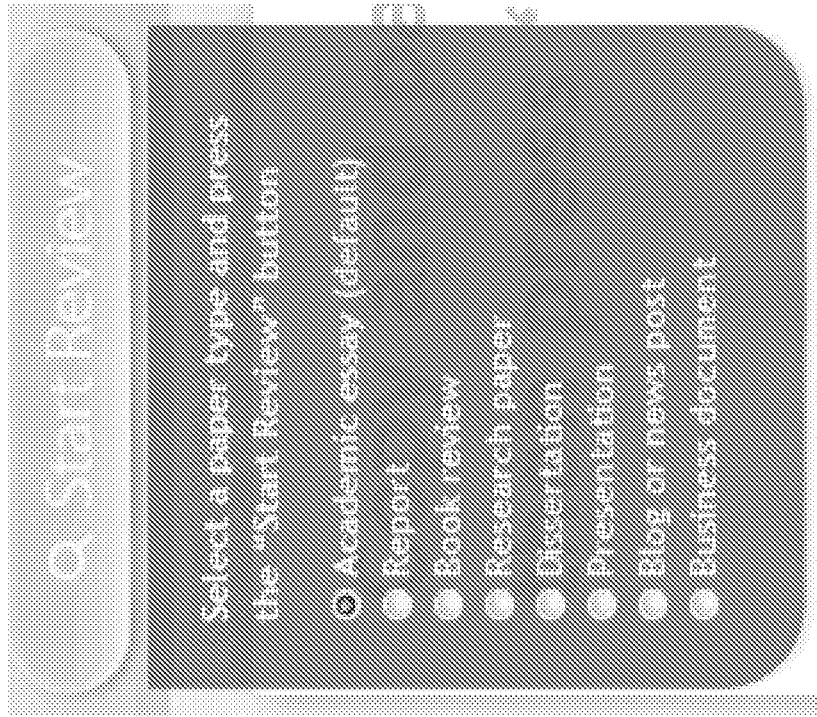 Start Review
Select a paper type and press
the "Start Review" button
Academic essay (default)
Report
Book review
Research paper
Dissertation
Presentation
Blog or news post
Business document